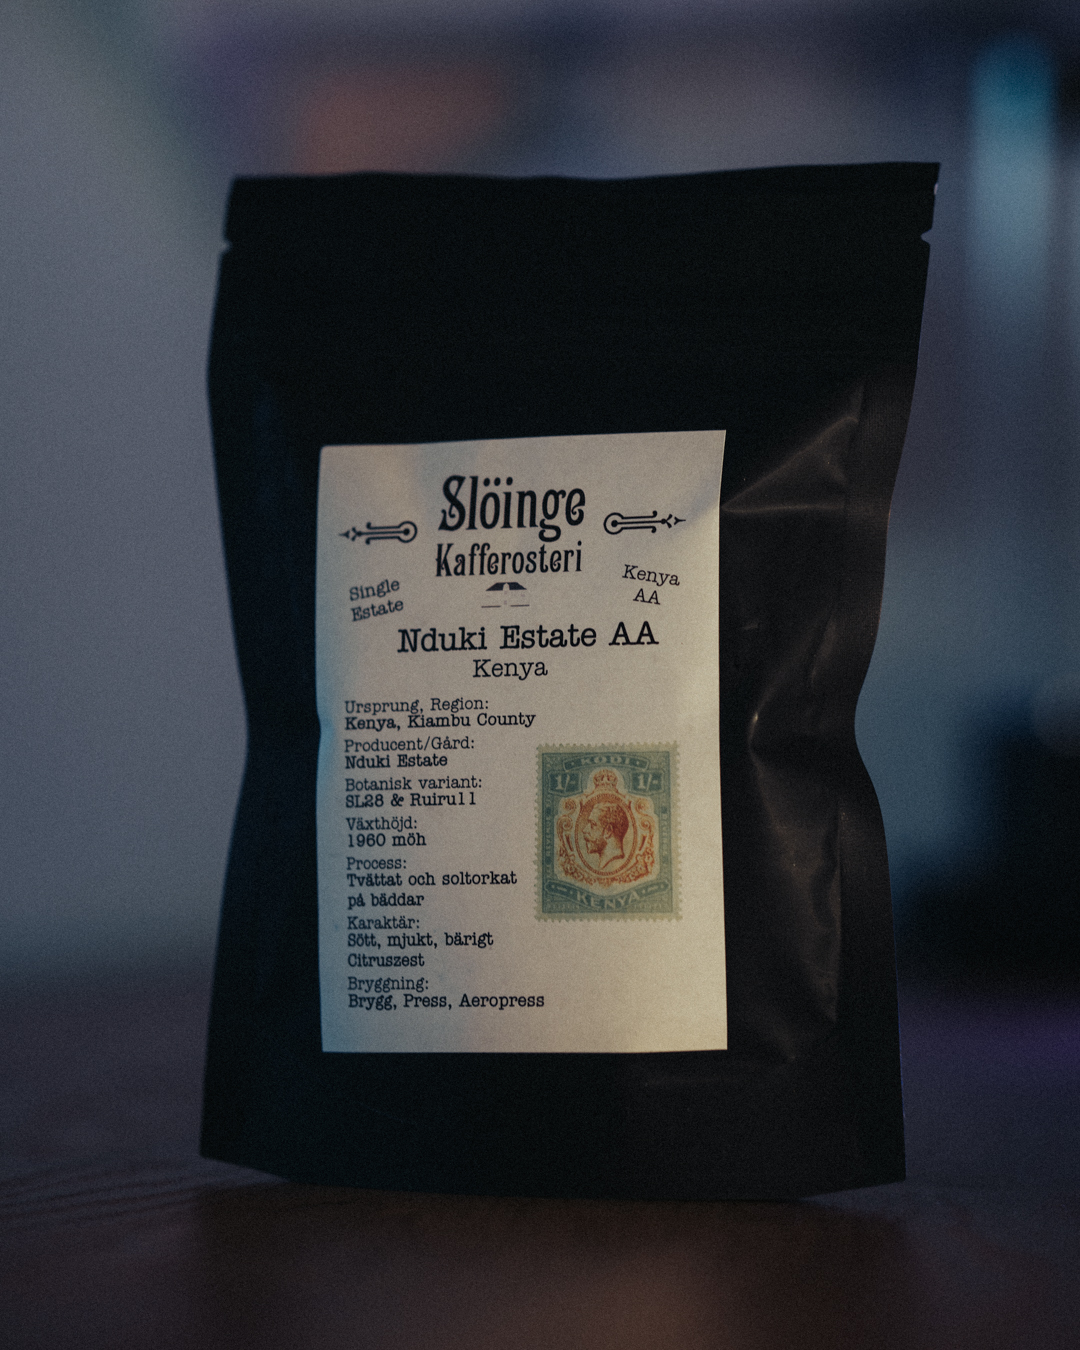 Slöinge
Kafferosteri
Single
Estate
Kenya
AA
Nduki Estate AA
Kenya
Ursprung, Region:
Kenya, Kiambu County
Producent/Gård:
Nduki Estate
Botanisk variant:
SL28 & Ruiru11
Växthöjd:
1960 möh
Process:
Tvättat och soltorkat
på bäddar
Karaktär:
Sött, mjukt, bärigt
Citruszest
Bryggning:
Brygg, Press, Aeropress
KODI
1/- 1/-
KENYA